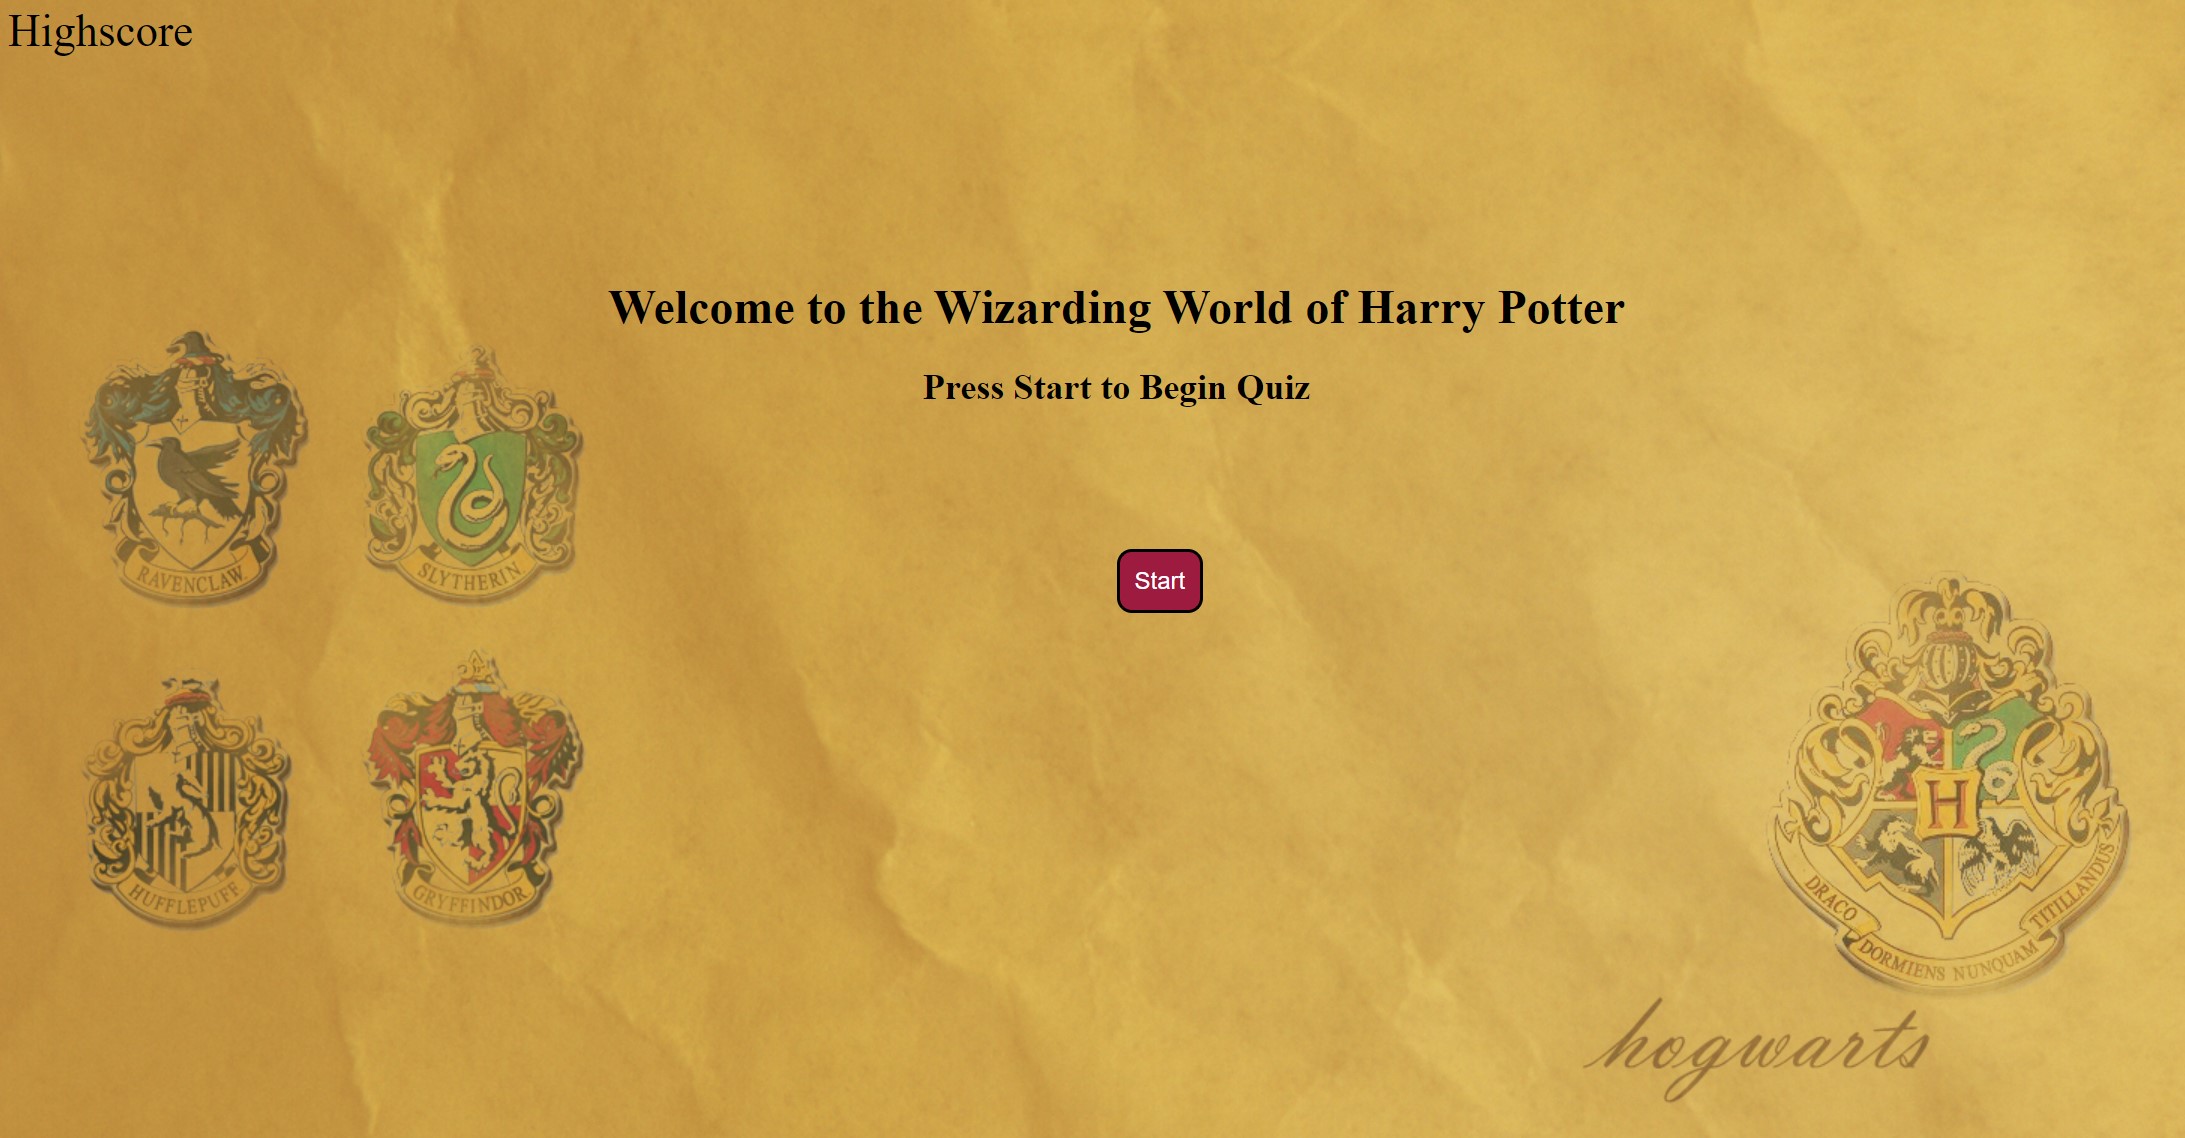 Highscore
Welcome to the Wizarding World of Harry Potter
Press Start to Begin Quiz
RAVENCLAW
SLYTHERIN
Start
HUFFLEPUFF
GRYFFINDOR
DRACO DORMIENS NUNQUAM TITILLANDUS
H
hogwarts